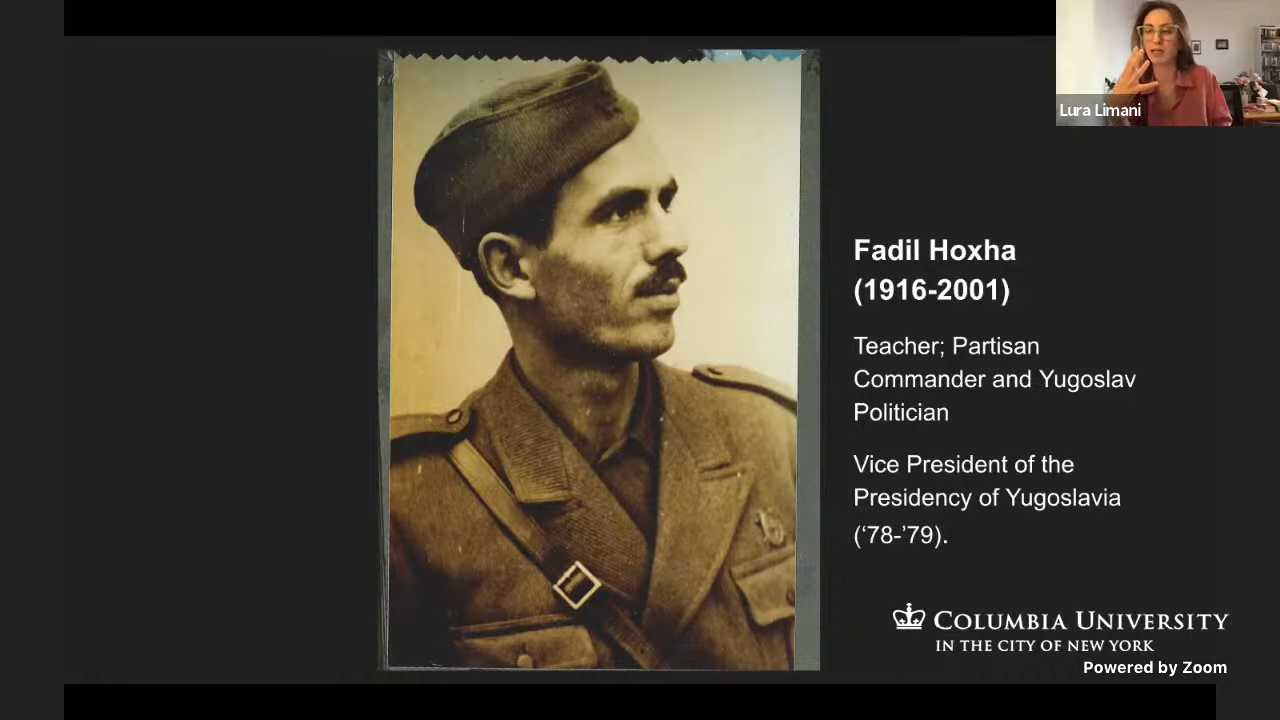 Lura Limani
Fadil Hoxha
(1916-2001)
Teacher; Partisan
Commander and Yugoslav
Politician
Vice President of the
Presidency of Yugoslavia
(‘78-’79).
COLUMBIA UNIVERSITY
IN THE CITY OF NEW YORK
Powered by Zoom